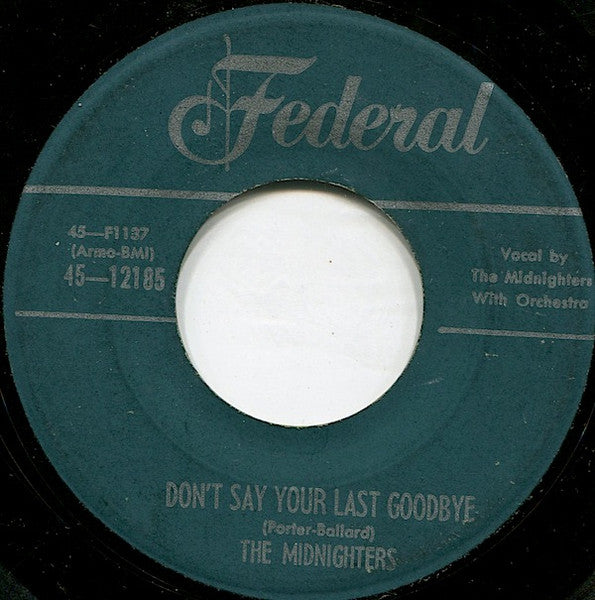 Federal
45—F1137
(Armo-BMI)
45—12185
Vocal by
The Midnighters
With Orchestra
DON'T SAY YOUR LAST GOODBYE
(Porter-Ballard)
THE MIDNIGHTERS